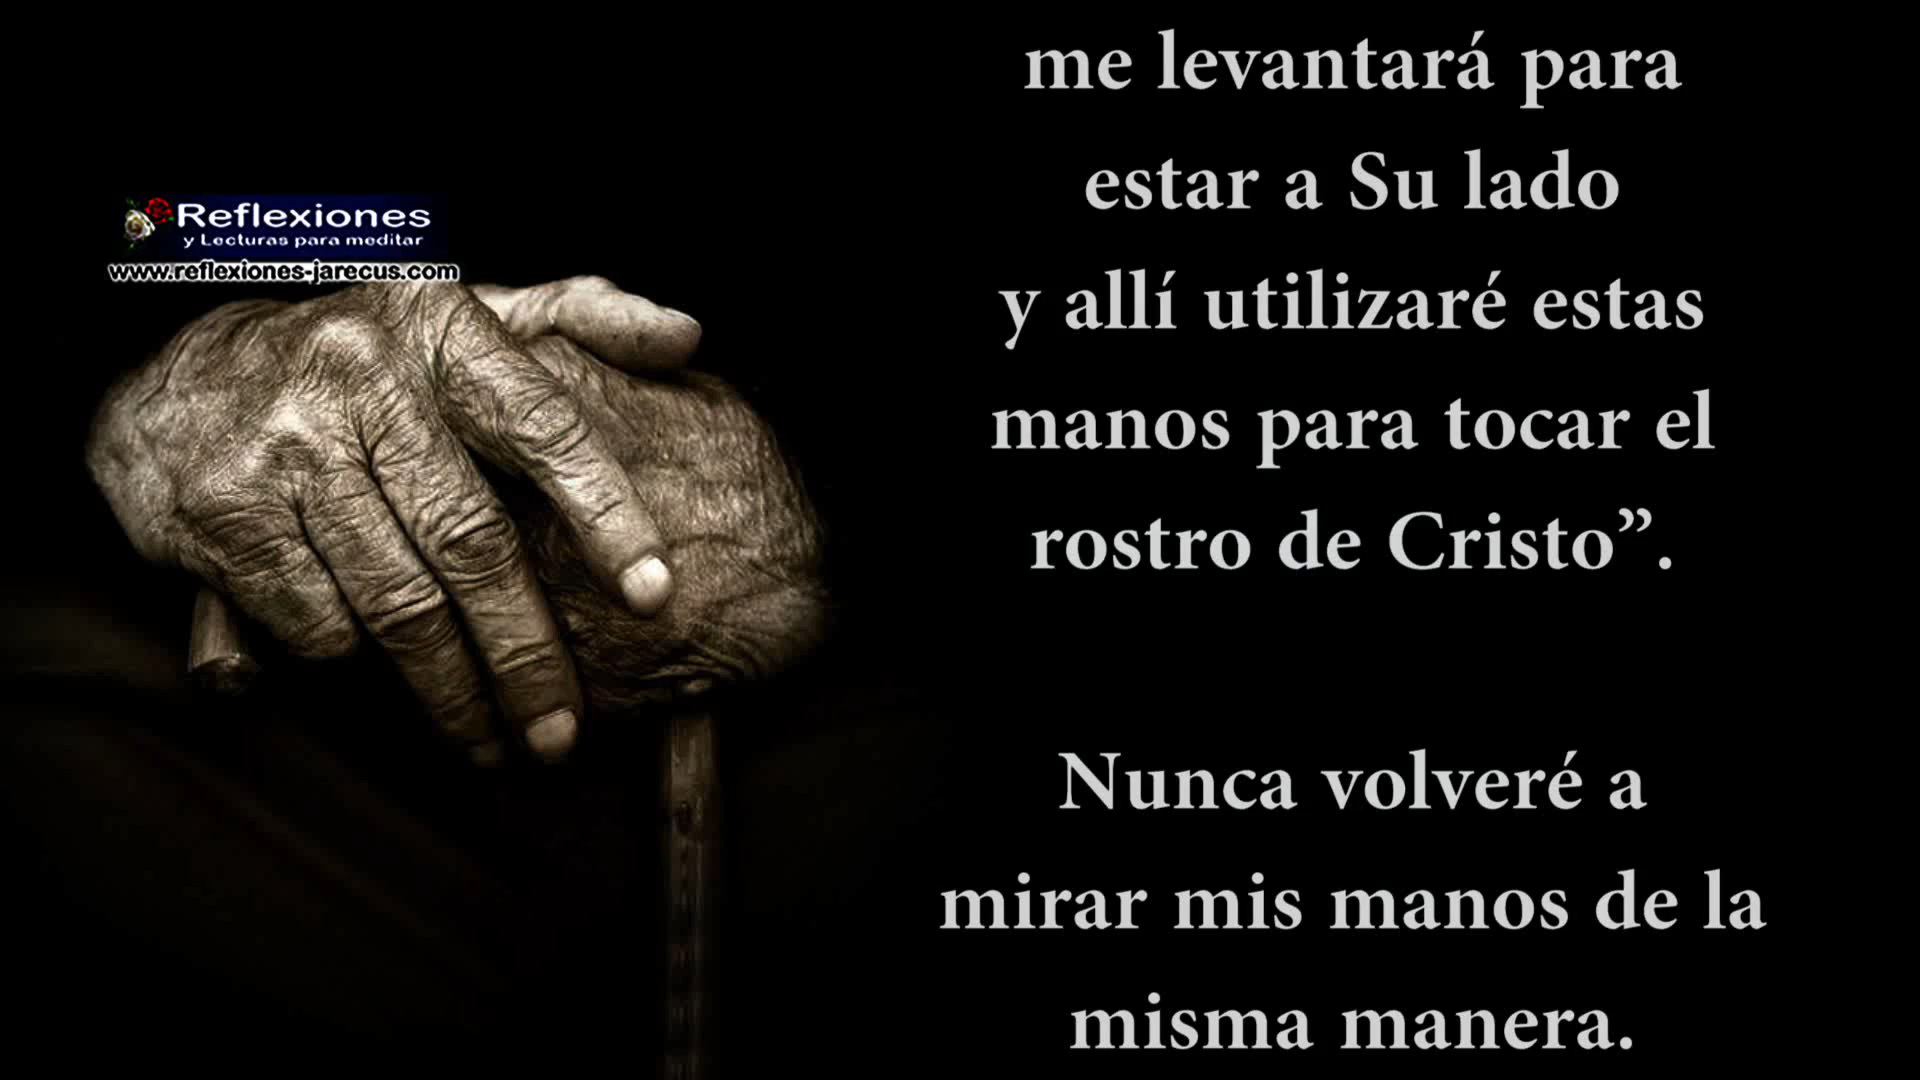 Reflexiones
y Lecturas para meditar
www.reflexiones-jarecus.com
me levantará para
estar a Su lado
y allí utilizaré estas
manos para tocar el
rostro de Cristo”.
Nunca volveré a
mirar mis manos de la
misma manera.